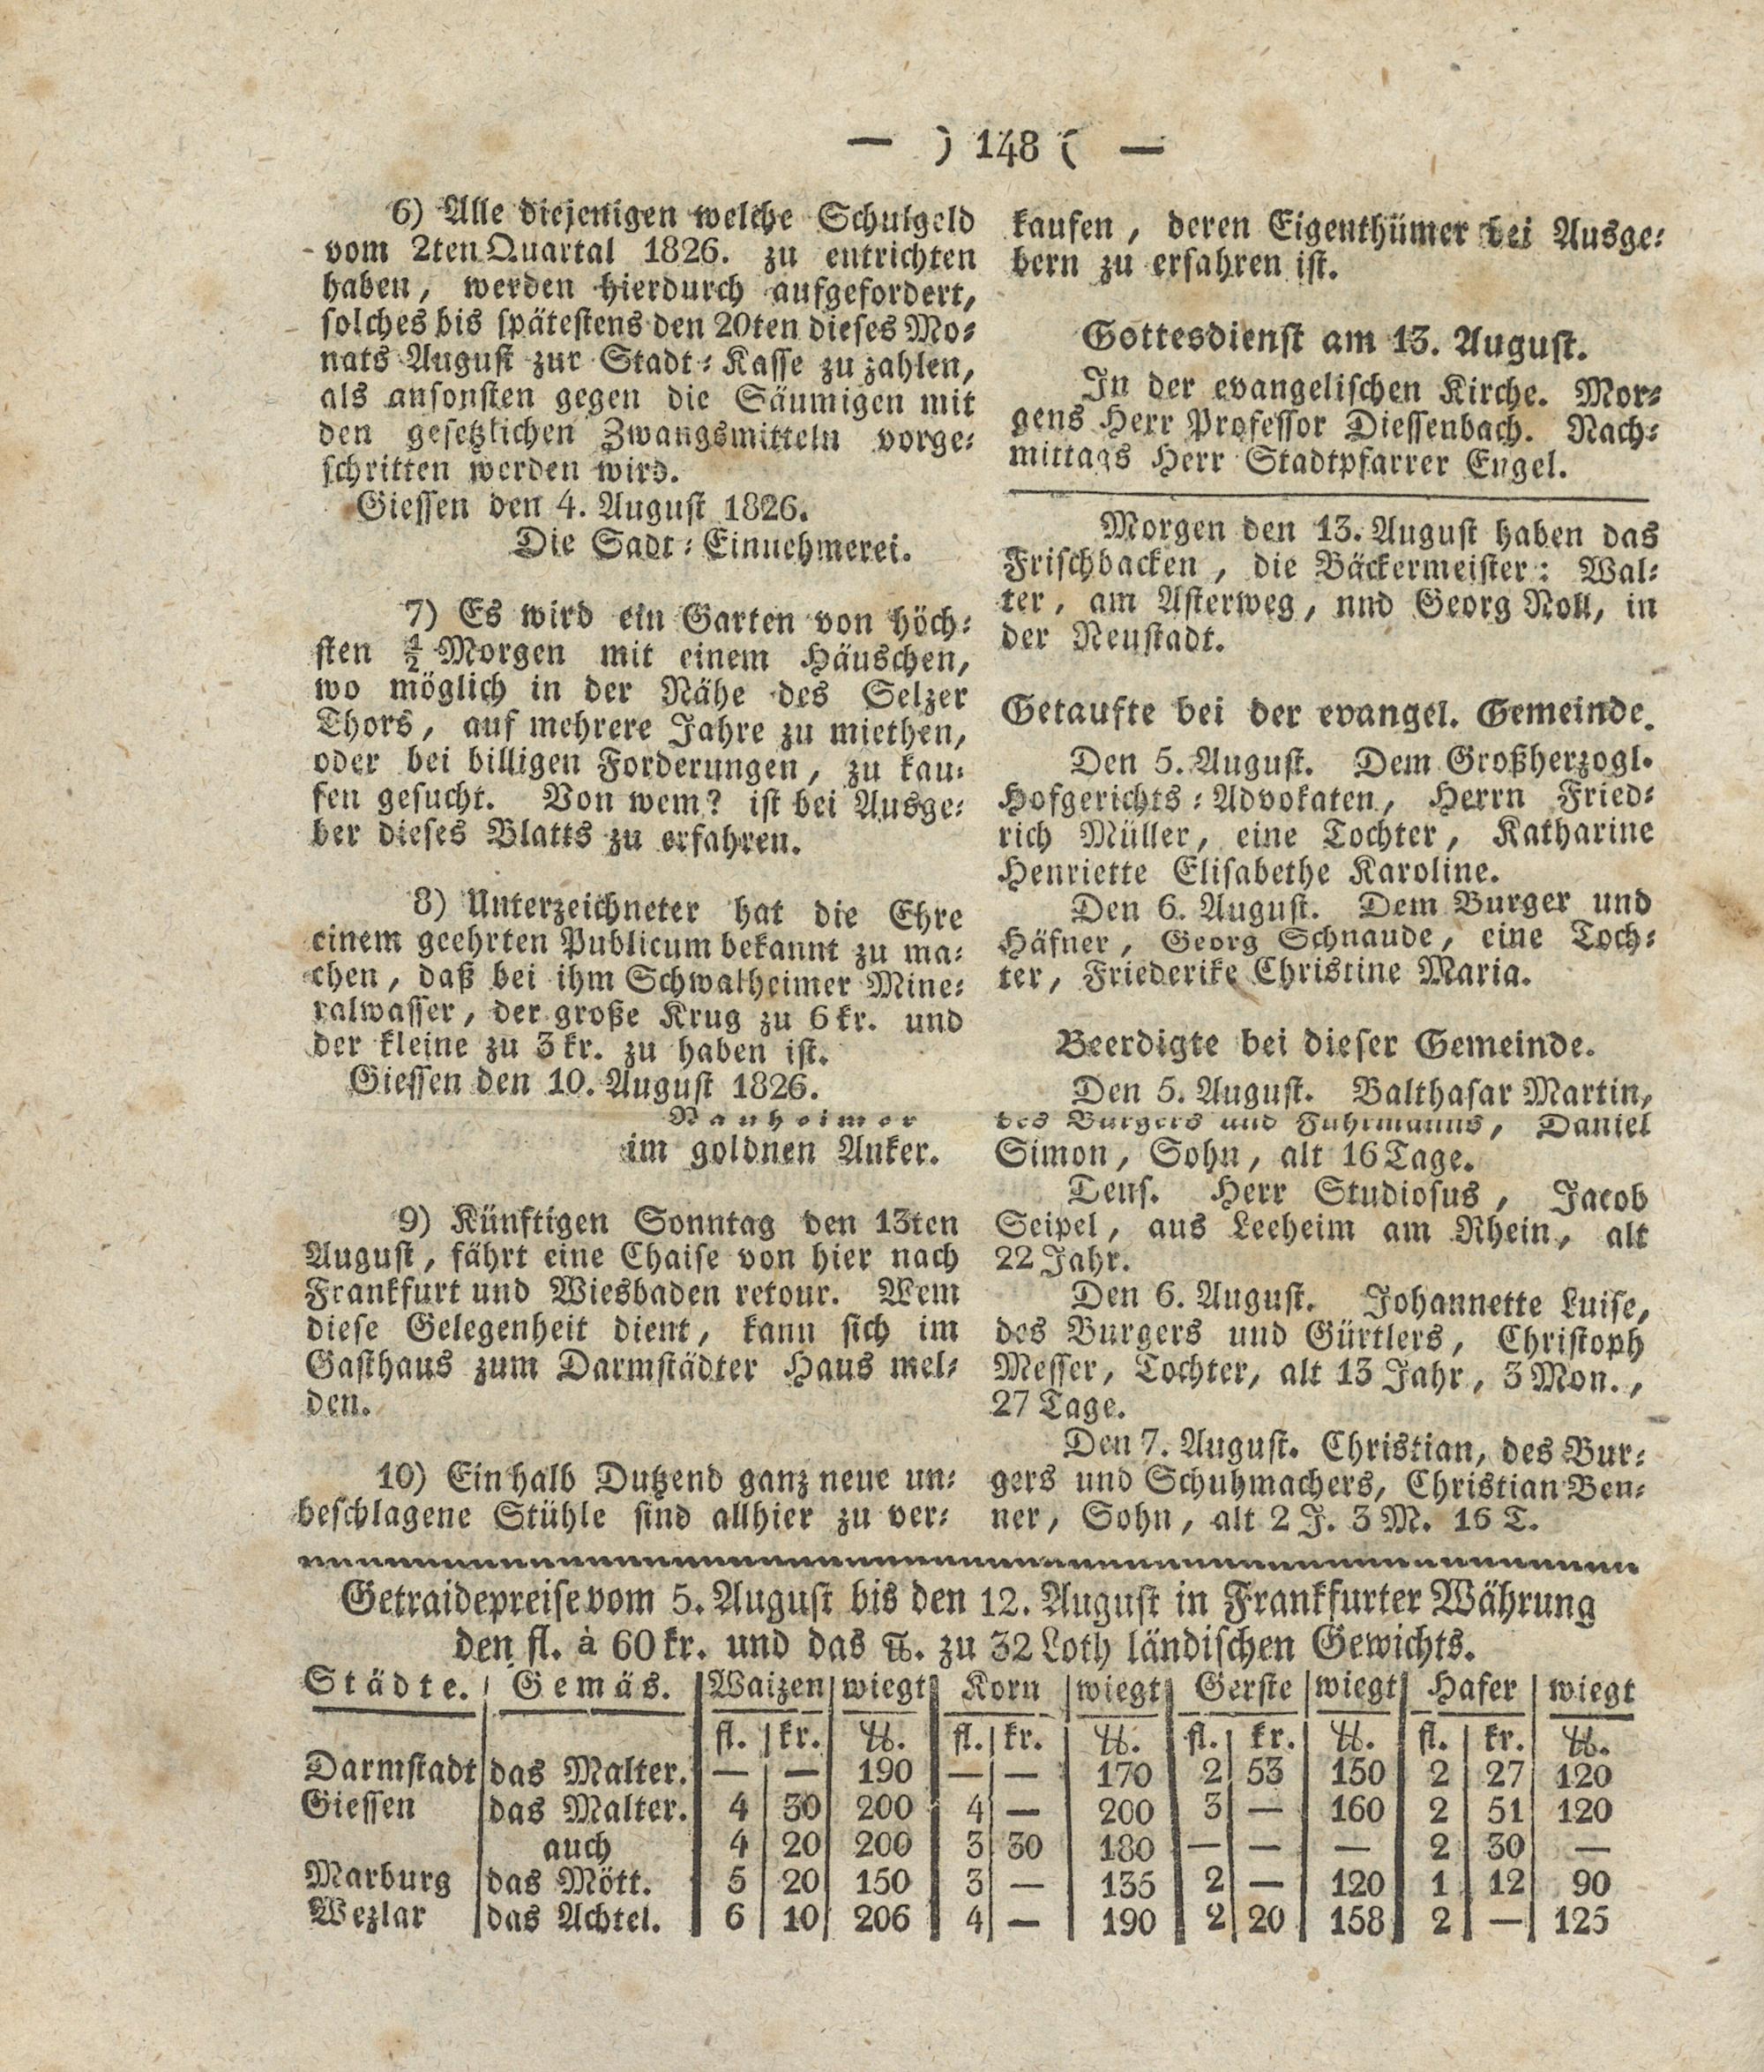 — ) 148 ( —
6) Alle diejenigen welche Schulgeld
vom 2ten Quartal 1826. zu entrichten
haben, werden hierdurch aufgefordert,
solches bis spätestens den 20ten dieses Mo-
nats August zur Stadt-Kasse zu zahlen,
als ansonsten gegen die Säumigen mit
den gesetzlichen Zwangsmitteln vorge-
schritten werden wird.
Giessen den 4. August 1826.
Die Sadt-Einnehmerei.
7) Es wird ein Garten von höch-
sten ½ Morgen mit einem Häuschen,
wo möglich in der Nähe des Selzer
Thors, auf mehrere Jahre zu miethen,
oder bei billigen Forderungen, zu kau-
fen gesucht. Von wem? ist bei Ausge-
ber dieses Blatts zu erfahren.
8) Unterzeichneter hat die Ehre
einem geehrten Publicum bekannt zu ma-
chen, daß bei ihm Schwalheimer Mine-
ralwasser, der große Krug zu 6 kr. und
der kleine zu 3 kr. zu haben ist.
Giessen den 10. August 1826.
Nauheimer
im goldnen Anker.
9) Künftigen Sonntag den 13ten
August, fährt eine Chaise von hier nach
Frankfurt und Wiesbaden retour. Wem
diese Gelegenheit dient, kann sich im
Gasthaus zum Darmstädter Haus mel-
den.
10) Ein halb Dutzend ganz neue un-
beschlagene Stühle sind allhier zu ver-
kaufen, deren Eigenthümer bei Ausge-
bern zu erfahren ist.
Gottesdienst am 13. August.
In der evangelischen Kirche. Mor-
gens Herr Professor Diessenbach. Nach-
mittags Herr Stadtpfarrer Engel.
Morgen den 13. August haben das
Frischbacken, die Bäckermeister: Wal-
ter, am Asterweg, nnd Georg Noll, in
der Neustadt.
Getaufte bei der evangel. Gemeinde.
Den 5. August. Dem Großherzogl.
Hofgerichts-Advokaten, Herrn Fried-
rich Müller, eine Tochter, Katharine
Henriette Elisabethe Karoline.
Den 6. August. Dem Burger und
Häfner, Georg Schnaude, eine Toch-
ter, Friederike Christine Maria.
Beerdigte bei dieser Gemeinde.
Den 5. August. Balthasar Martin,
des Burgers und Fuhrmanns, Daniel
Simon, Sohn, alt 16 Tage.
Dens. Herr Studiosus, Jacob
Seipel, aus Leeheim am Rhein, alt
22 Jahr.
Den 6. August. Johannette Luise,
des Burgers und Gürtlers, Christoph
Messer, Tochter, alt 13 Jahr, 3 Mon.,
27 Tage.
Den 7. August. Christian, des Bur-
gers und Schuhmachers, Christian Ben-
ner, Sohn, alt 2 J. 3 M. 16 T.
Getraidepreise vom 5. August bis den 12. August in Frankfurter Währung
den fl. à 60 kr. und das ℔. zu 32 Loth ländischen Gewichts.
Städte. Gemäs. Waizen wiegt Korn wiegt Gerste wiegt Hafer wiegt
fl. kr. ℔. fl. kr. ℔. fl. kr. ℔. fl. kr. ℔.
Darmstadt das Malter. — — 190 — — 170 2 53 150 2 27 120
Giessen das Malter. 4 30 200 4 — 200 3 — 160 2 51 120
auch 4 20 200 3 30 180 — — — 2 30 —
Marburg das Mött. 5 20 150 3 — 135 2 — 120 1 12 90
Wezlar das Achtel. 6 10 206 4 — 190 2 20 158 2 — 125